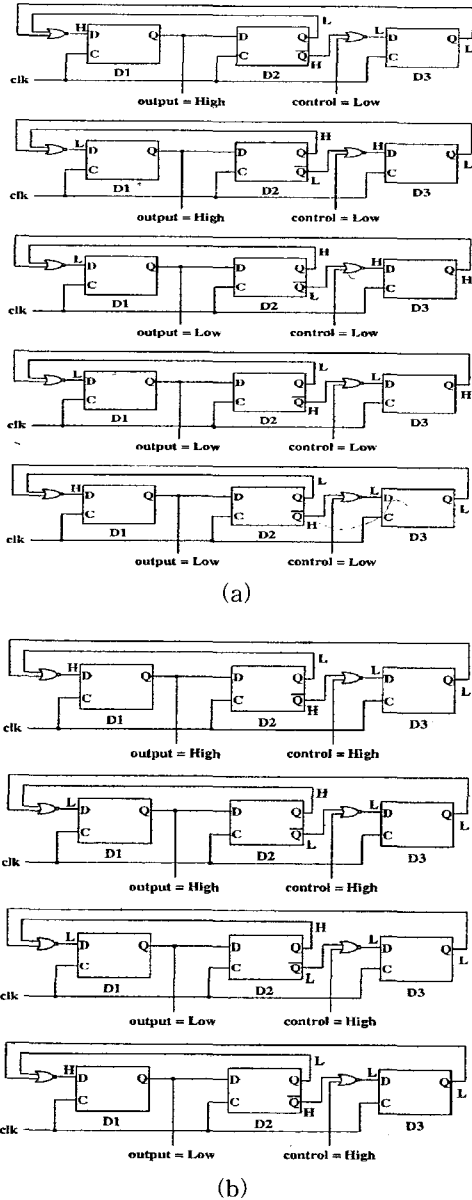 L
H D Q D Q L D Q L
C C Q̅ H C
clk D1 D2 D3
output = High control = Low
H
L D Q D Q H D Q L
C C Q̅ L C
D1 D2 D3
clk
output = High control = Low
H
L D Q D Q H D Q H
C C Q̅ L C
D1 D2 D3
clk
output = Low control = Low
L
L D Q D Q L D Q H
C C Q̅ H C
D1 D2 D3
clk
output = Low control = Low
L
H D Q D Q L D Q L
C C Q̅ H C
D1 D2 D3
clk
output = Low control = Low
(a)
L
H D Q D Q L D Q L
C C Q̅ H C
clk D1 D2 D3
output = High control = High
H
L D Q D Q L D Q L
C C Q̅ L C
D1 D2 D3
clk
output = High control = High
H
L D Q D Q L D Q L
C C Q̅ L C
D1 D2 D3
clk
output = Low control = High
L
H D Q D Q L D Q L
C C Q̅ H C
D1 D2 D3
clk
output = Low control = High
(b)